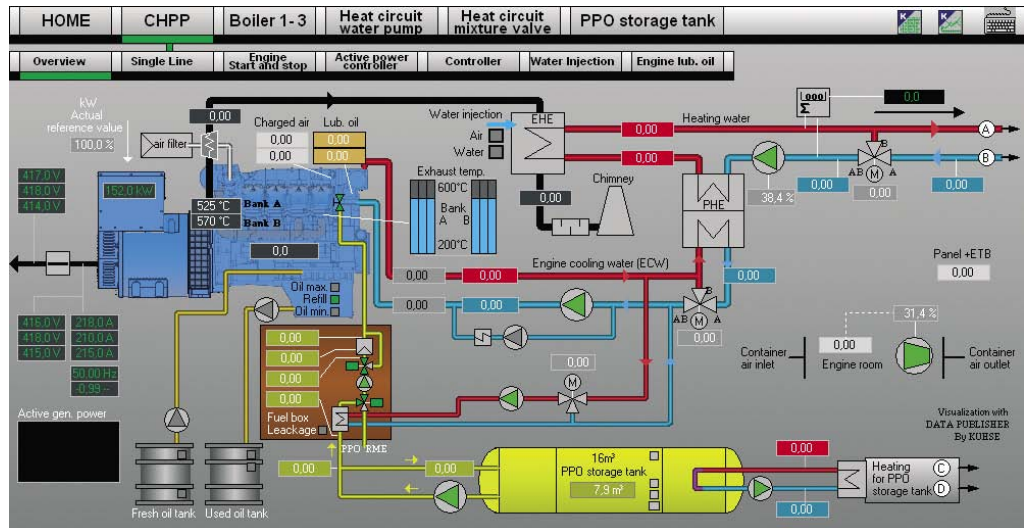 HOME
CHPP
Boiler 1- 3
Heat circuit
water pump
Heat circuit
mixture valve
PPO storage tank
K
K
Overview
Single Line
Engine
Start and stop
Active power
controller
Controller
Water Injection
Engine lub. oil
kW
Actual
reference value
100,0 %
air filter
0,00
Charged air
0,00
0,00
Lub. oil
0,00
0,00
Water injection
Air
Water
EHE
0,00
Heating water
0,00
000
Σ
0,0
A
B
417,0V
418,0 V
414,0 V
152,0 kW
525 °C
Bank A
570 °C
Bank B
0,0
Exhaust temp.
600°C
Bank
A B
200°C
0,00
Chimney
PHE
38,4 %
0,00
B
AB
M
A
0,00
0,00
Oil max.
Refill
Oil min.
0,00
0,00
Engine cooling water (ECW)
0,00
0,00
0,00
B
AB
M
A
0,00
Panel +ETB
0,00
416,0V
418,0 V
415,0V
218,0A
210,0 A
215,0 A
50,00 Hz
-0,99 ~
31,4 %
Container
air inlet
0,00
Engine room
Container
air outlet
0,00
0,00
0,00
0,00
Fuel box
Leackage
PPO RME
0,00
M
Active gen. power
Visualization with
DATA PUBLISHER
By KUHSE
0,00
0,00
16m³
PPO storage tank
7,9 m³
0,00
0,00
Heating
for PPO
storage tank
C
D
Fresh oil tank
Used oil tank